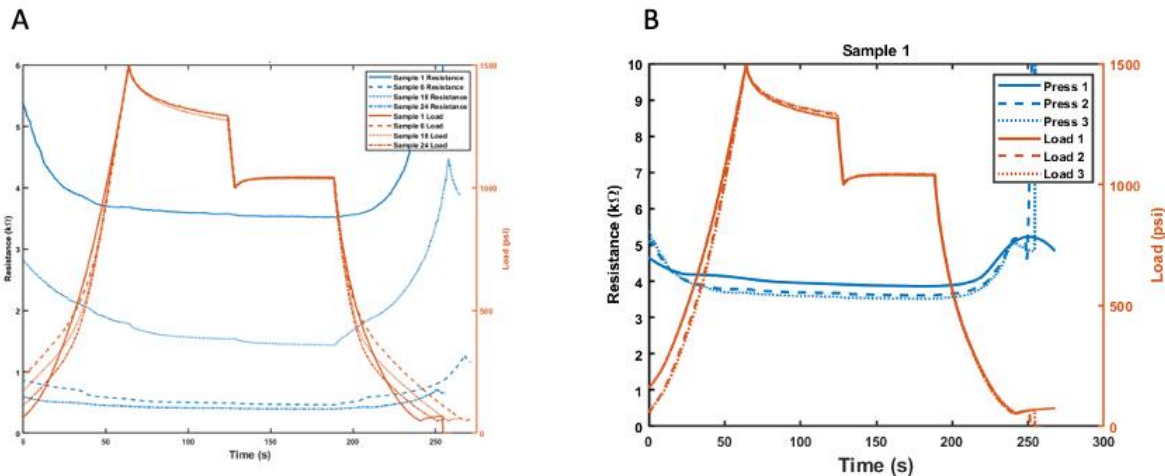 A
6
5
4
3
2
1
0
Resistance (kΩ)
0
50
100
150
200
250
Time (s)
1500
1000
500
0
Load (psi)
Sample 1 Resistance
Sample 6 Resistance
Sample 18 Resistance
Sample 24 Resistance
Sample 1 Load
Sample 6 Load
Sample 18 Load
Sample 24 Load
B
Sample 1
10
9
8
7
6
5
4
3
2
1
0
Resistance (kΩ)
0
50
100
150
200
250
300
Time (s)
1500
1000
500
0
Load (psi)
Press 1
Press 2
Press 3
Load 1
Load 2
Load 3